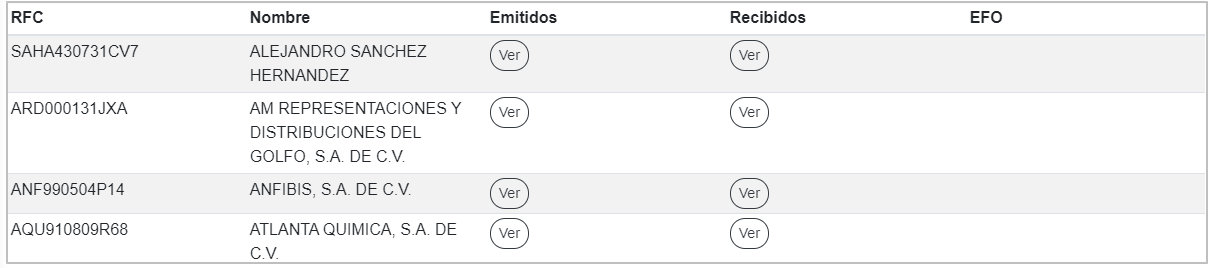 RFC Nombre Emitidos Recibidos EFO
SAHA430731CV7 ALEJANDRO SANCHEZ Ver Ver
HERNANDEZ
ARD000131JXA AM REPRESENTACIONES Y Ver Ver
DISTRIBUCIONES DEL
GOLFO, S.A. DE C.V.
ANF990504P14 ANFIBIS, S.A. DE C.V. Ver Ver
AQU910809R68 ATLANTA QUIMICA, S.A. DE Ver Ver
C.V.